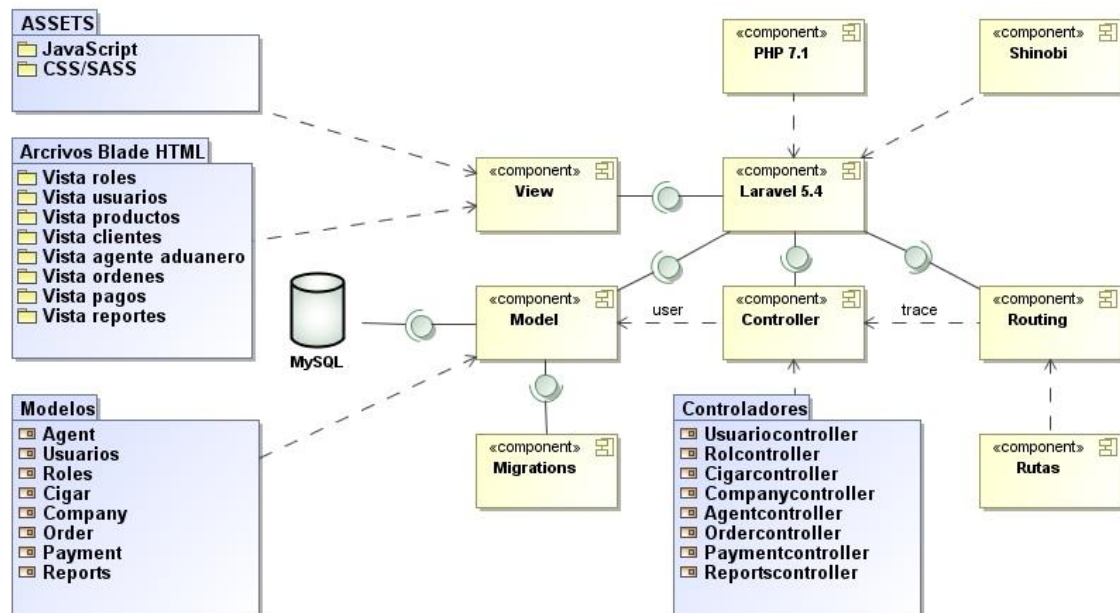 ASSETS
JavaScript
CSS/SASS
«component»
PHP 7.1
«component»
Shinobi
Arcrivos Blade HTML
Vista roles
Vista usuarios
Vista productos
Vista clientes
Vista agente aduanero
Vista ordenes
Vista pagos
Vista reportes
«component»
View
«component»
Laravel 5.4
MySQL
«component»
Model
user
«component»
Controller
trace
«component»
Routing
Modelos
Agent
Usuarios
Roles
Cigar
Company
Order
Payment
Reports
«component»
Migrations
Controladores
Usuariocontroller
Rolcontroller
Cigarcontroller
Companycontroller
Agentcontroller
Ordercontroller
Paymentcontroller
Reportscontroller
«component»
Rutas